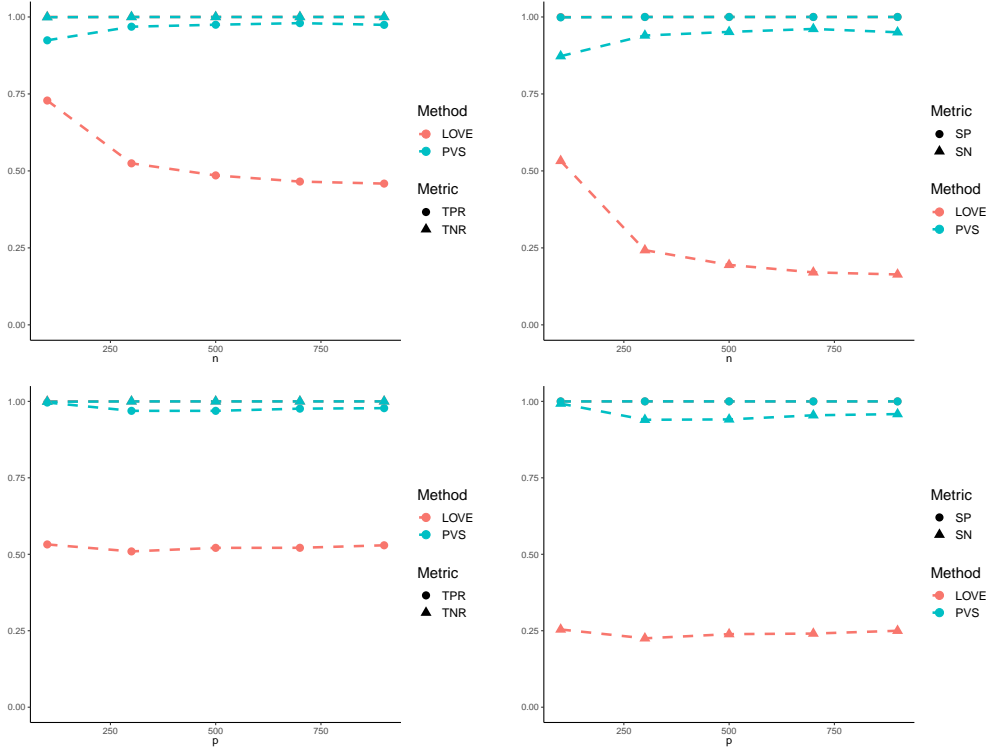 1.00
0.75
0.50
0.25
0.00
250
500
750
n
Method
LOVE
PVS
Metric
TPR
TNR
1.00
0.75
0.50
0.25
0.00
250
500
750
n
Metric
SP
SN
Method
LOVE
PVS
1.00
0.75
0.50
0.25
0.00
250
500
750
p
Method
LOVE
PVS
Metric
TPR
TNR
1.00
0.75
0.50
0.25
0.00
250
500
750
p
Metric
SP
SN
Method
LOVE
PVS